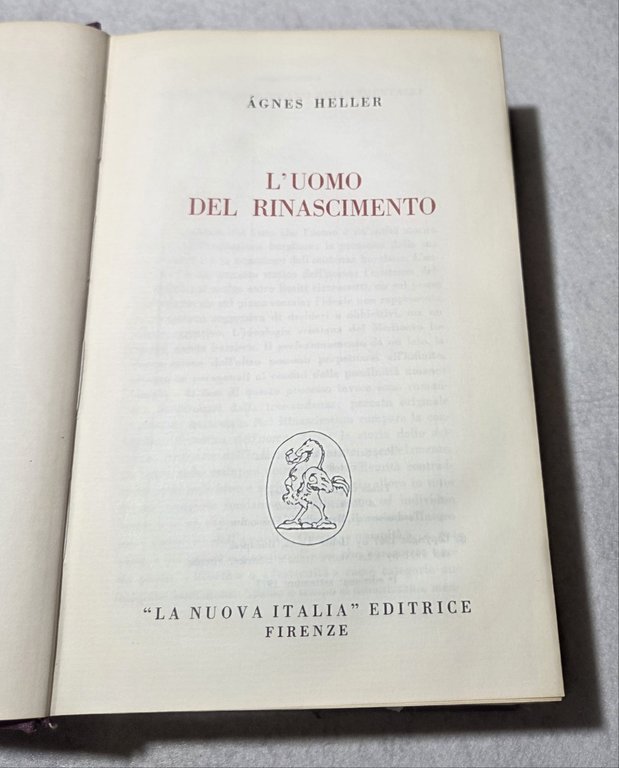 ÁGNES HELLER
L'UOMO
DEL RINASCIMENTO
"LA NUOVA ITALIA" EDITRICE
FIRENZE